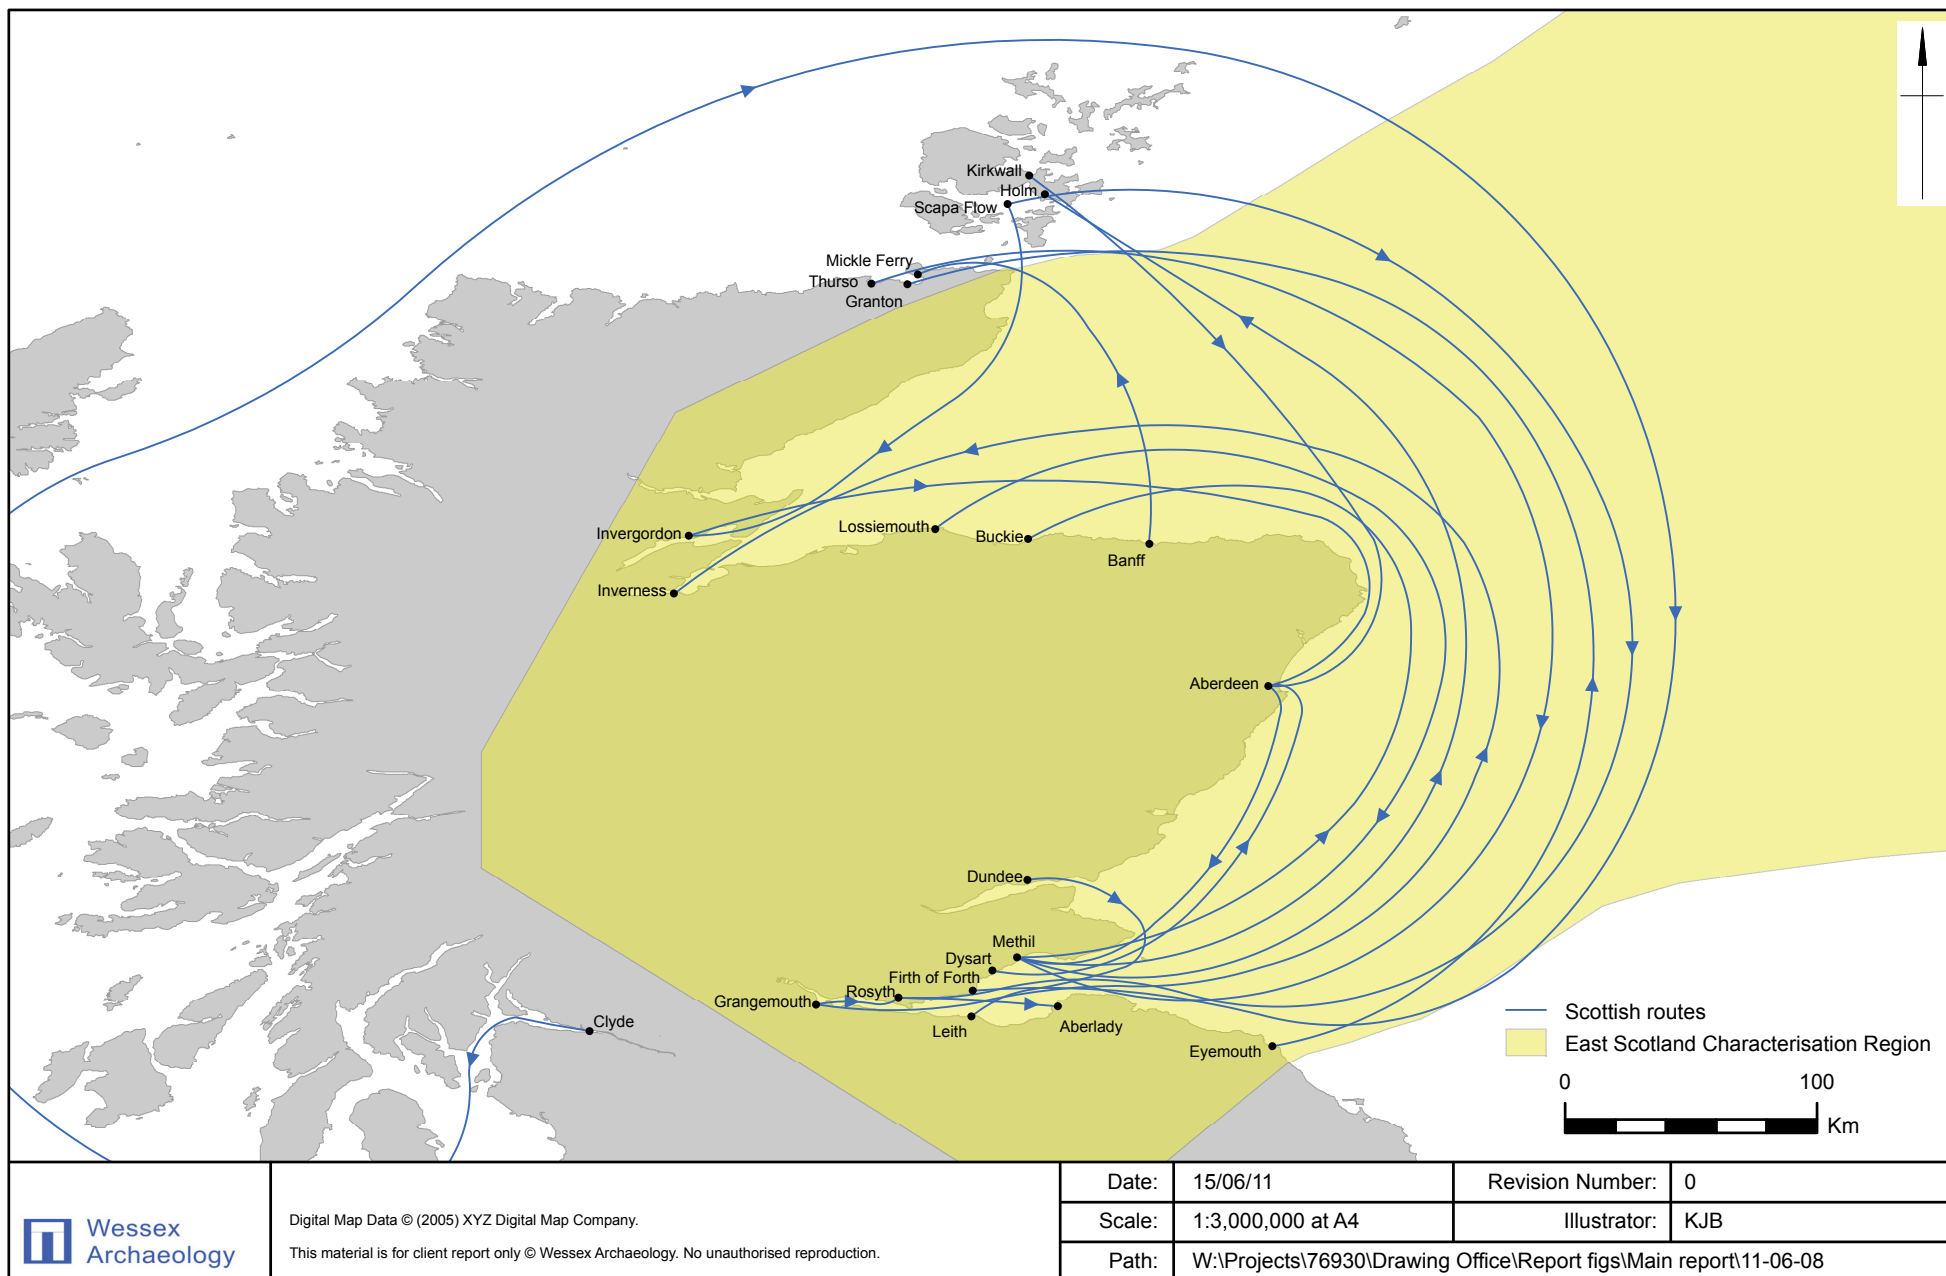 Kirkwall
Holm
Scapa Flow
Mickle Ferry
Thurso
Granton
Invergordon
Lossiemouth
Buckie
Banff
Inverness
Aberdeen
Dundee
Methil
Dysart
Firth of Forth
Rosyth
Grangemouth
Leith
Aberlady
Clyde
Eyemouth
Scottish routes
East Scotland Characterisation Region
0 100
Km
Wessex
Archaeology
Digital Map Data © (2005) XYZ Digital Map Company.
This material is for client report only © Wessex Archaeology. No unauthorised reproduction.
Date: 15/06/11 Revision Number: 0
Scale: 1:3,000,000 at A4 Illustrator: KJB
Path: W:\Projects\76930\Drawing Office\Report figs\Main report\11-06-08